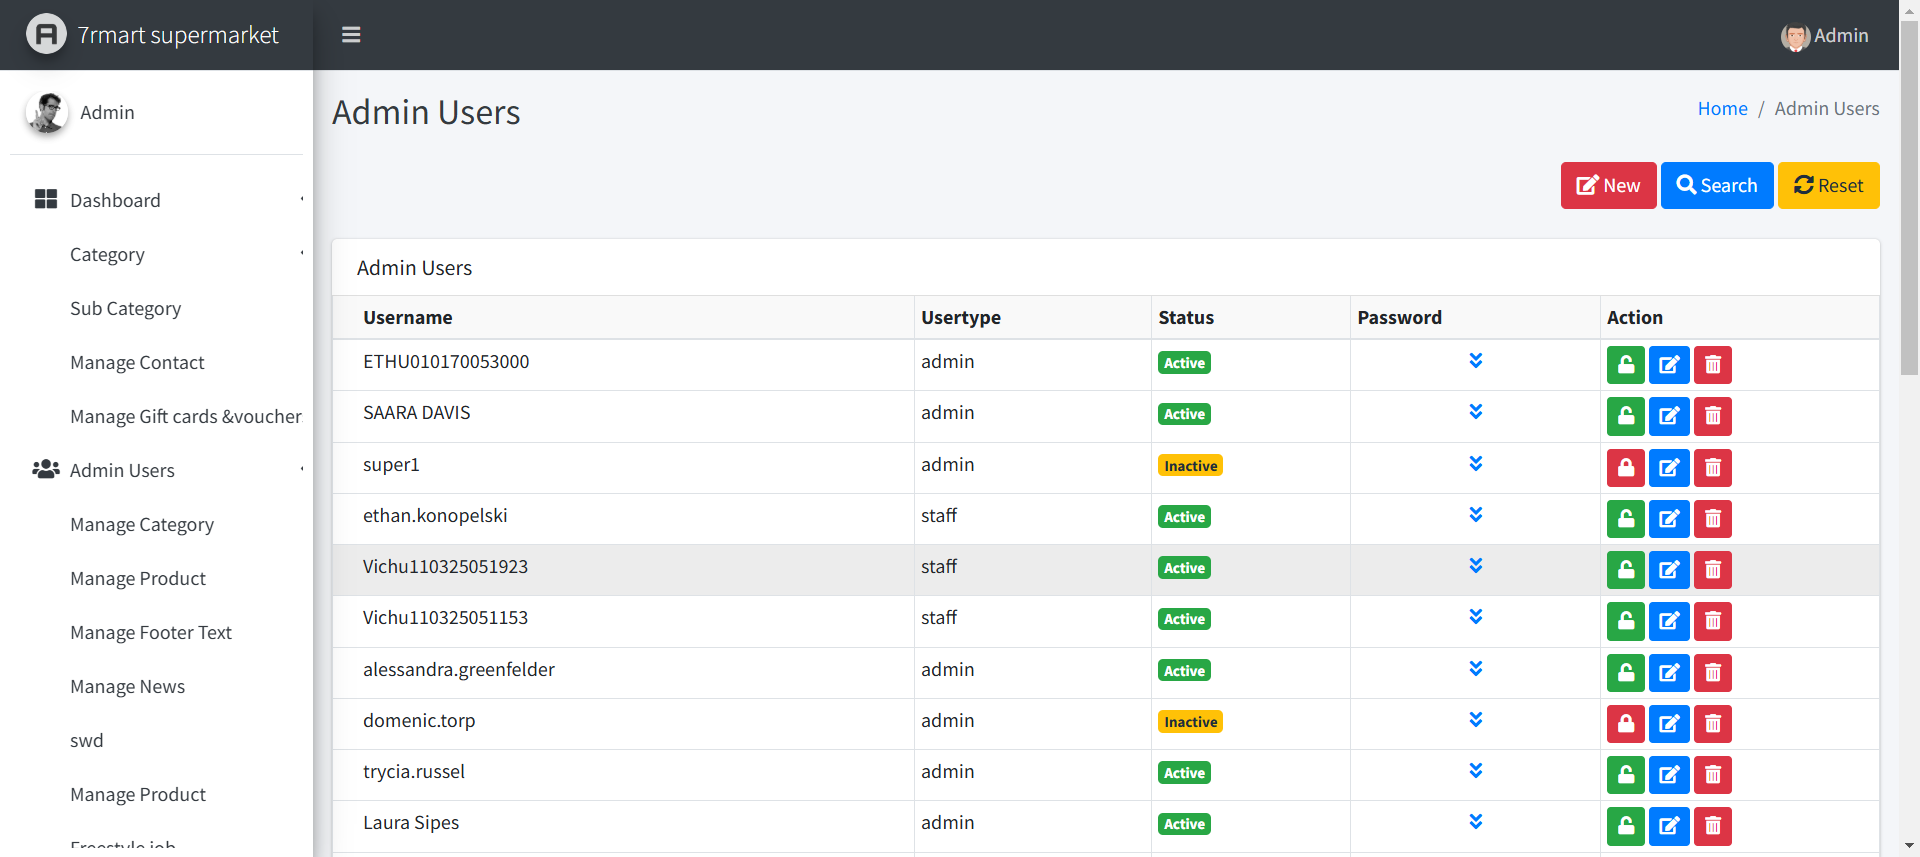 7rmart supermarket
Admin
Admin
Admin Users
Home / Admin Users
New Search Reset
Dashboard
Category
Sub Category
Manage Contact
Manage Gift cards &voucher
Admin Users
Manage Category
Manage Product
Manage Footer Text
Manage News
swd
Manage Product
Freestyle job
Admin Users
Username Usertype Status Password Action
ETHU010170053000 admin Active
SAARA DAVIS admin Active
super1 admin Inactive
ethan.konopelski staff Active
Vichu110325051923 staff Active
Vichu110325051153 staff Active
alessandra.greenfelder admin Active
domenic.torp admin Inactive
trycia.russel admin Active
Laura Sipes admin Active